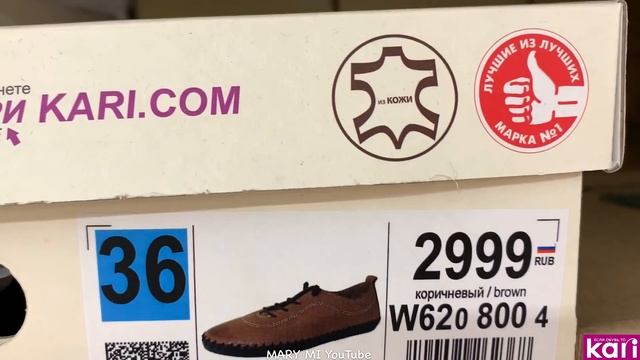 нете
РИ KARI.COM
из КОЖИ
ЛУЧШИЕ ИЗ ЛУЧШИХ
МАРКА №1
36
2999
RUB
коричневый / brown
W620 800 4
MARY MI YouTube
kari